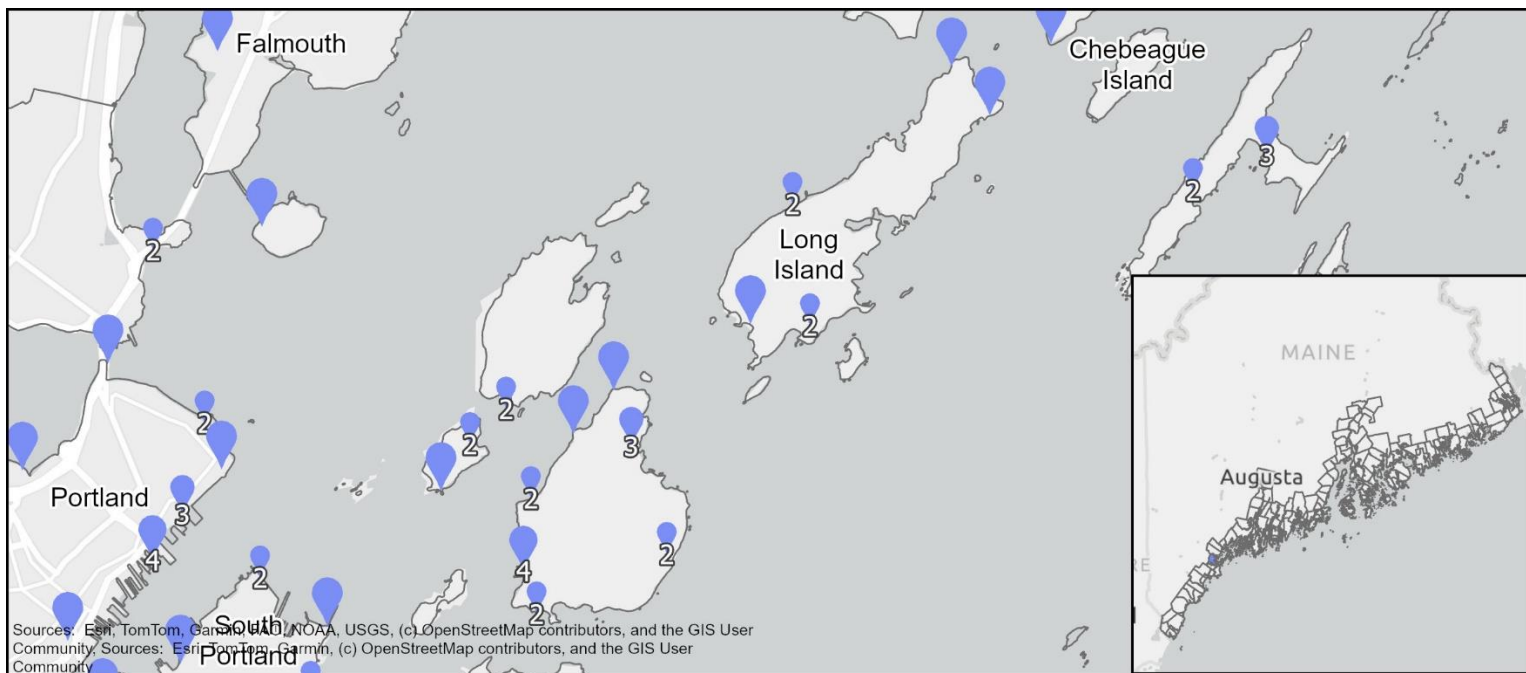 Falmouth
Chebeague
Island
3
2
2
2
Long
Island
2
MAINE
2
2
2
3
Portland
2
Augusta
3
4
2
4
2
2
RE
South
Portland
Sources: Esri, TomTom, Garmin, FAO, NOAA, USGS, (c) OpenStreetMap contributors, and the GIS User
Community, Sources: Esri, TomTom, Garmin, (c) OpenStreetMap contributors, and the GIS User
Community